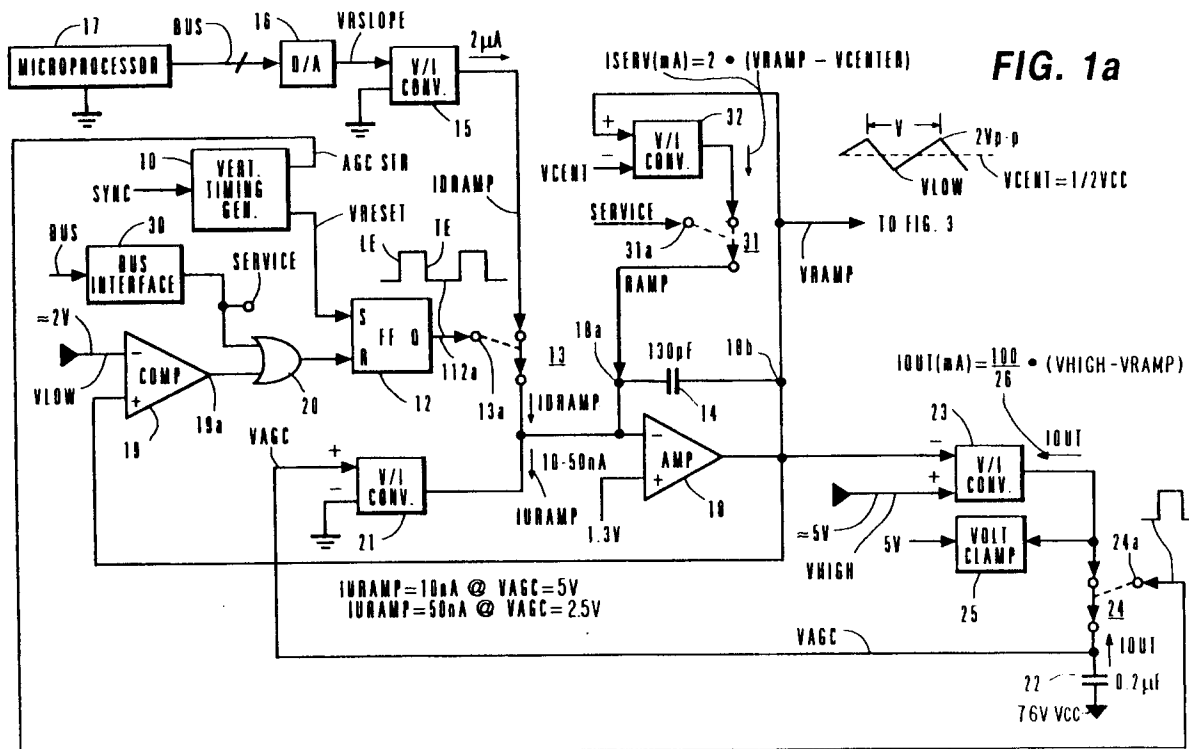 FIG. 1a
17
MICROPROCESSOR
BUS
16
D/A
VRSLOPE
2µA
V/I
CONV.
15
ISERV(mA)=2 • (VRAMP - VCENTER)
+
-
V/I
CONV.
32
VCENT
V
2Vp-p
VCENT=1/2VCC
VLOW
10
VERT.
TIMING
GEN.
AGC STR
SYNC
VRESET
IDRAMP
SERVICE
31a
31
TO FIG. 3
VRAMP
BUS
30
BUS
INTERFACE
SERVICE
LE
TE
112a
RAMP
≈2V
VLOW
-
+
COMP
19
19a
20
S
R
FF Q
12
13a
13
IDRAMP
18a
130pF
14
18b
IOUT(mA)=100/26 • (VHIGH-VRAMP)
VAGC
+
-
V/I
CONV.
21
10-50nA
IURAMP
-
+
AMP
18
1.3V
23
-
+
V/I
CONV.
IOUT
≈5V
VHIGH
5V
VOLT
CLAMP
25
24a
24
IURAMP=10nA @ VAGC=5V
IURAMP=50nA @ VAGC=2.5V
VAGC
IOUT
22
0.2µF
76V VCC